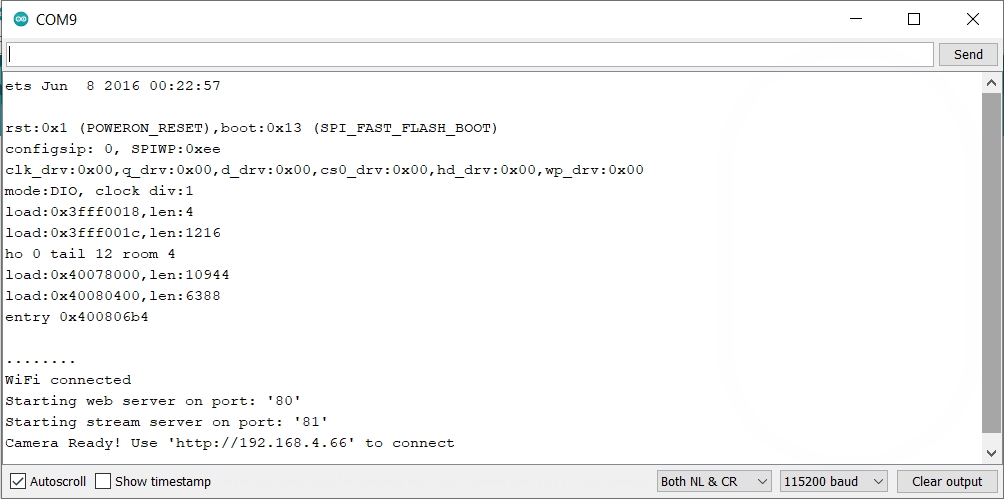 COM9
Send
ets Jun  8 2016 00:22:57
rst:0x1 (POWERON_RESET),boot:0x13 (SPI_FAST_FLASH_BOOT)
configsip: 0, SPIWP:0xee
clk_drv:0x00,q_drv:0x00,d_drv:0x00,cs0_drv:0x00,hd_drv:0x00,wp_drv:0x00
mode:DIO, clock div:1
load:0x3fff0018,len:4
load:0x3fff001c,len:1216
ho 0 tail 12 room 4
load:0x40078000,len:10944
load:0x40080400,len:6388
entry 0x400806b4
........
WiFi connected
Starting web server on port: '80'
Starting stream server on port: '81'
Camera Ready! Use 'http://192.168.4.66' to connect
Autoscroll Show timestamp Both NL & CR 115200 baud Clear output